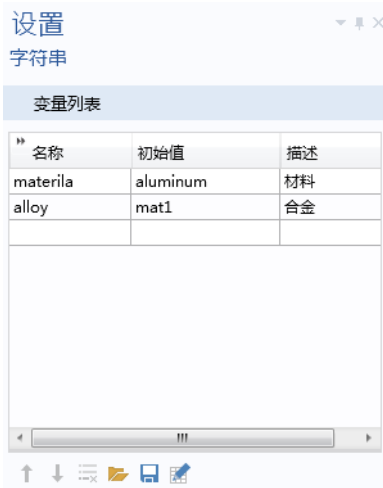 设置
字符串
变量列表
名称 初始值 描述
materila aluminum 材料
alloy mat1 合金